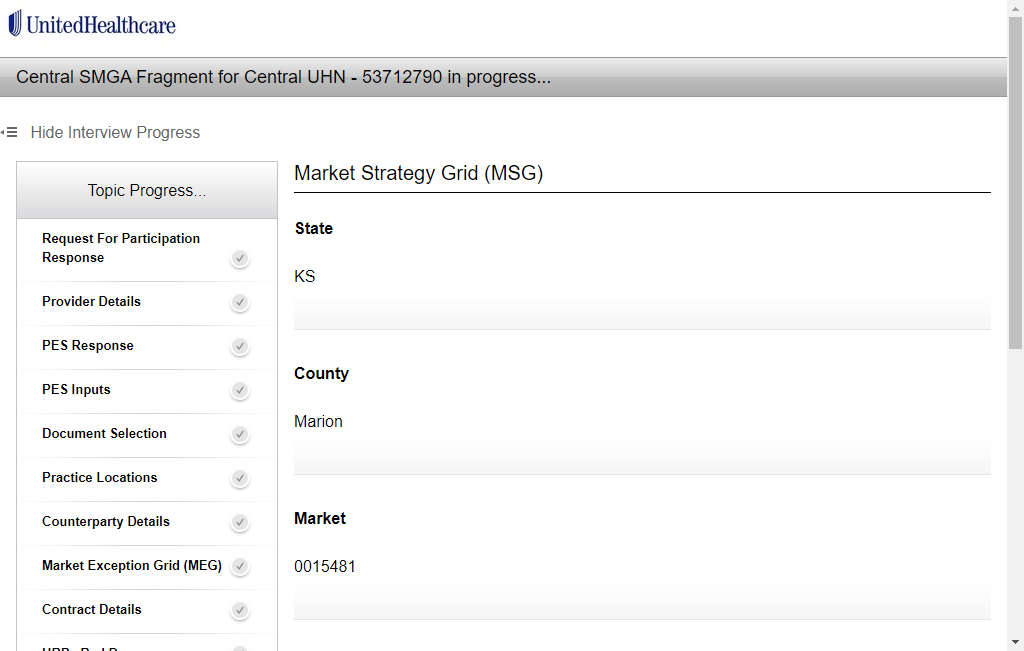 UnitedHealthcare
Central SMGA Fragment for Central UHN - 53712790 in progress...
Hide Interview Progress
Topic Progress...
Request For Participation
Response
Provider Details
PES Response
PES Inputs
Document Selection
Practice Locations
Counterparty Details
Market Exception Grid (MEG)
Contract Details
Market Strategy Grid (MSG)
State
KS
County
Marion
Market
0015481